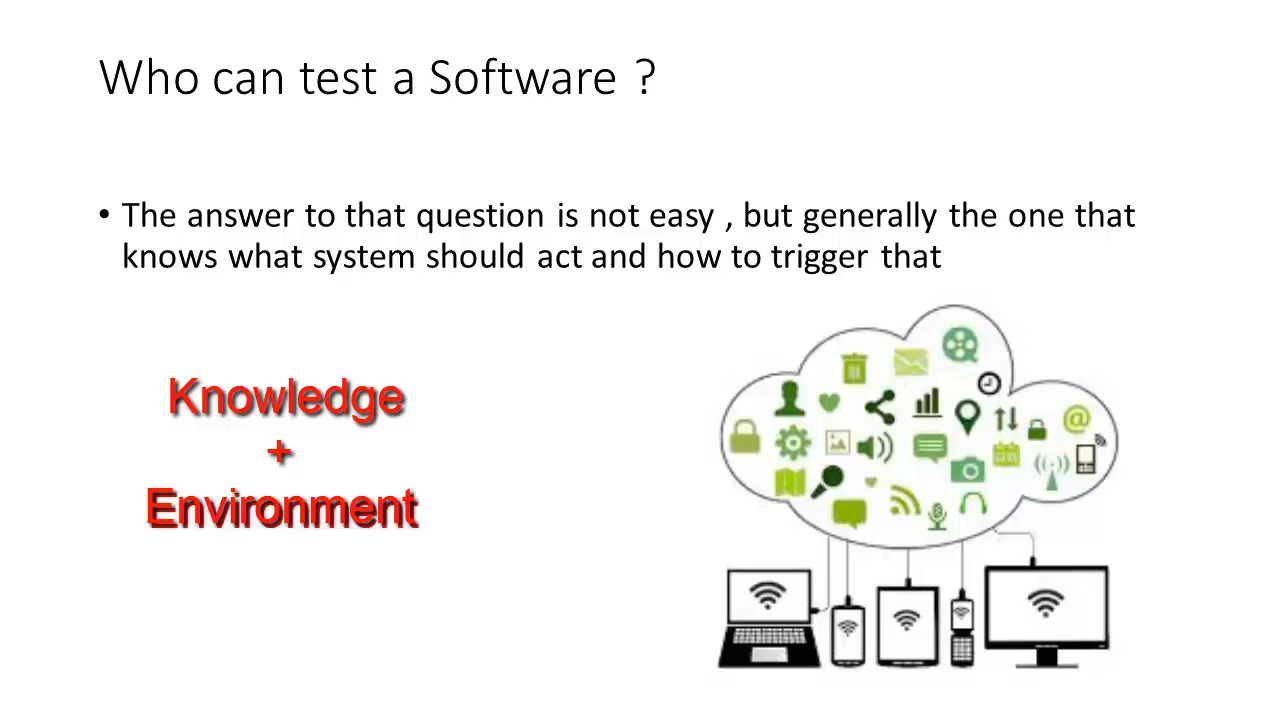 Who can test a Software ?
• The answer to that question is not easy , but generally the one that
knows what system should act and how to trigger that
Knowledge
+
Environment
@